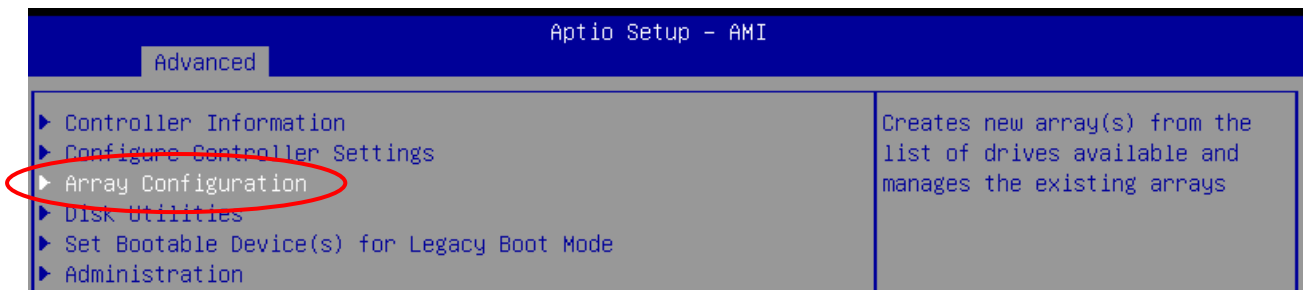 Aptio Setup – AMI
Advanced
Controller Information
Configure Controller Settings
Array Configuration
Disk Utilities
Set Bootable Device(s) for Legacy Boot Mode
Administration
Creates new array(s) from the
list of drives available and
manages the existing arrays